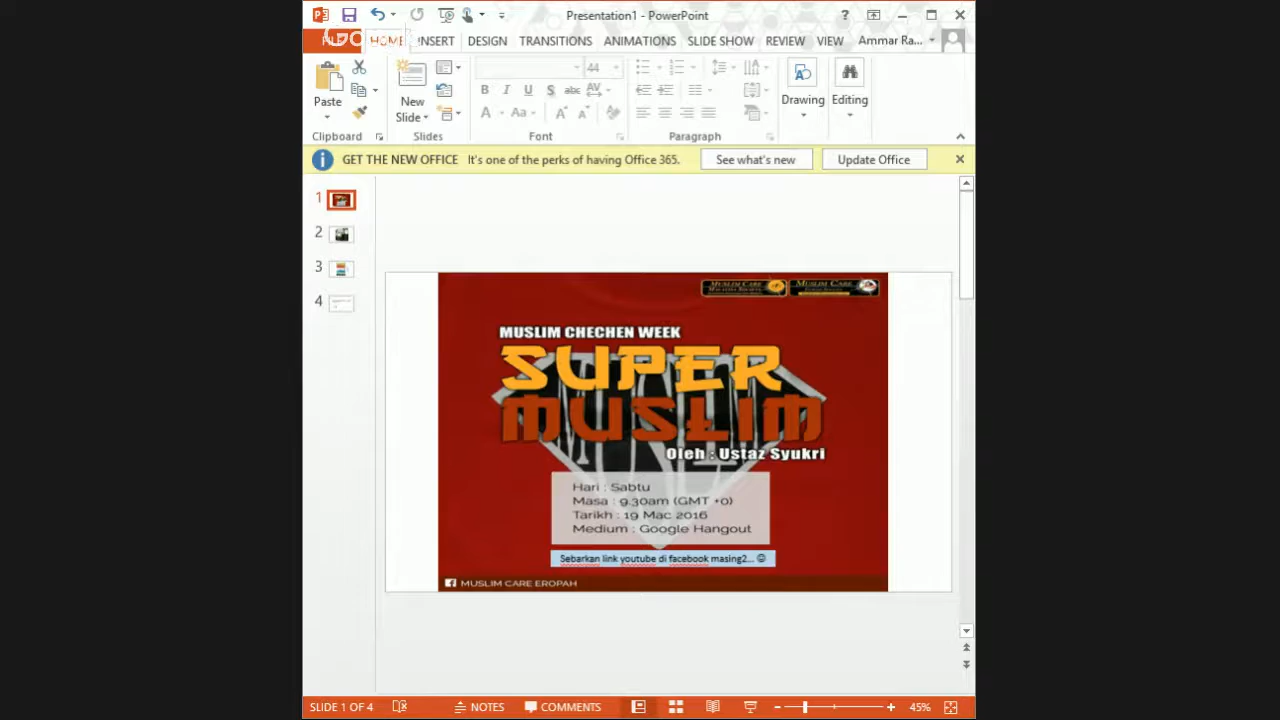 Presentation1 - PowerPoint
HOME
INSERT
DESIGN
TRANSITIONS
ANIMATIONS
SLIDE SHOW
REVIEW
VIEW
Ammar Ra...
44
Paste
New
Slide
Drawing
Editing
Clipboard
Slides
Font
Paragraph
GET THE NEW OFFICE It's one of the perks of having Office 365.
See what's new
Update Office
1
2
3
4
MUSLIM CARE
MUSLIM CARE
MUSLIM CHECHEN WEEK
SUPER
MUSLIM
Oleh : Ustaz Syukri
Hari : Sabtu
Masa : 9.30am (GMT +0)
Tarikh : 19 Mac 2016
Medium : Google Hangout
Sebarkan link youtube di facebook masing2... ☺
MUSLIM CARE EROPAH
SLIDE 1 OF 4
NOTES
COMMENTS
45%